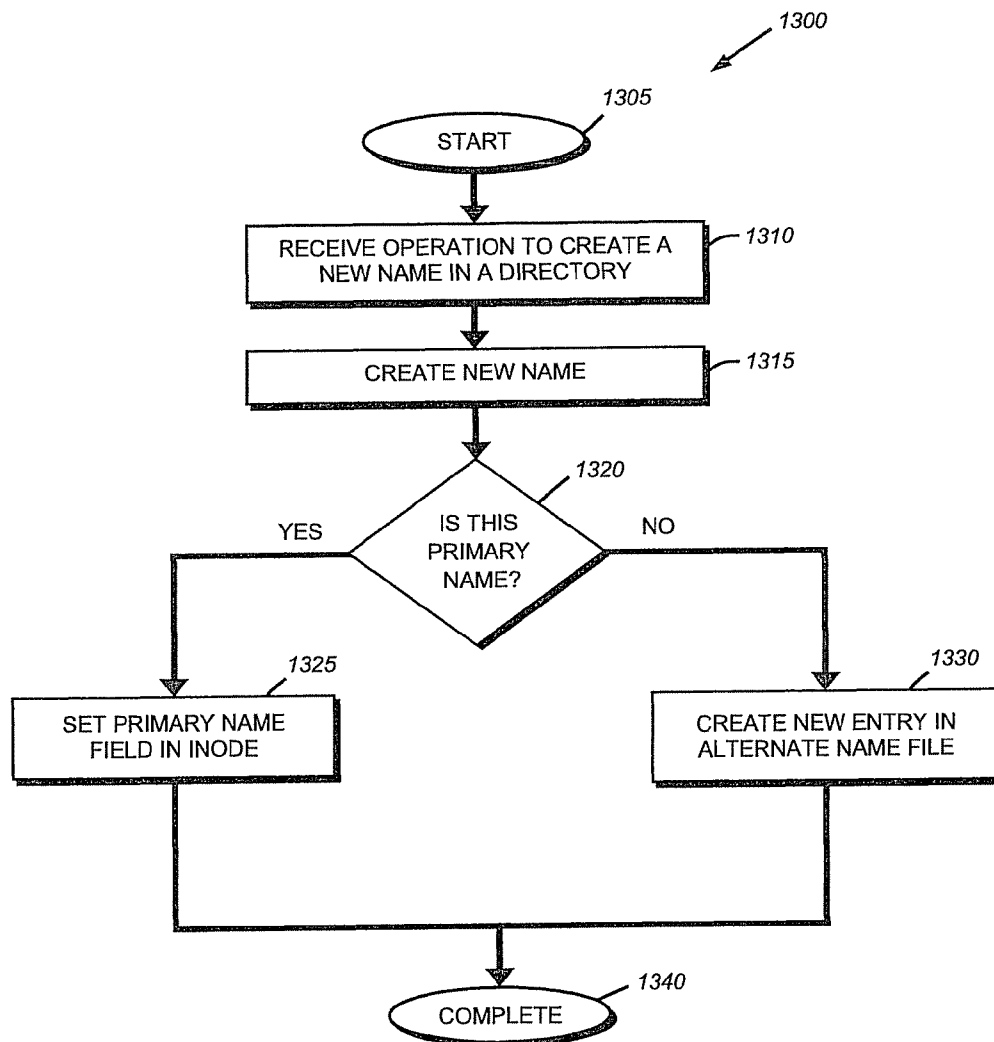 1300
1305
START
RECEIVE OPERATION TO CREATE A
NEW NAME IN A DIRECTORY
1310
CREATE NEW NAME
1315
1320
IS THIS
PRIMARY
NAME?
YES
NO
1325
SET PRIMARY NAME
FIELD IN INODE
1330
CREATE NEW ENTRY IN
ALTERNATE NAME FILE
COMPLETE
1340